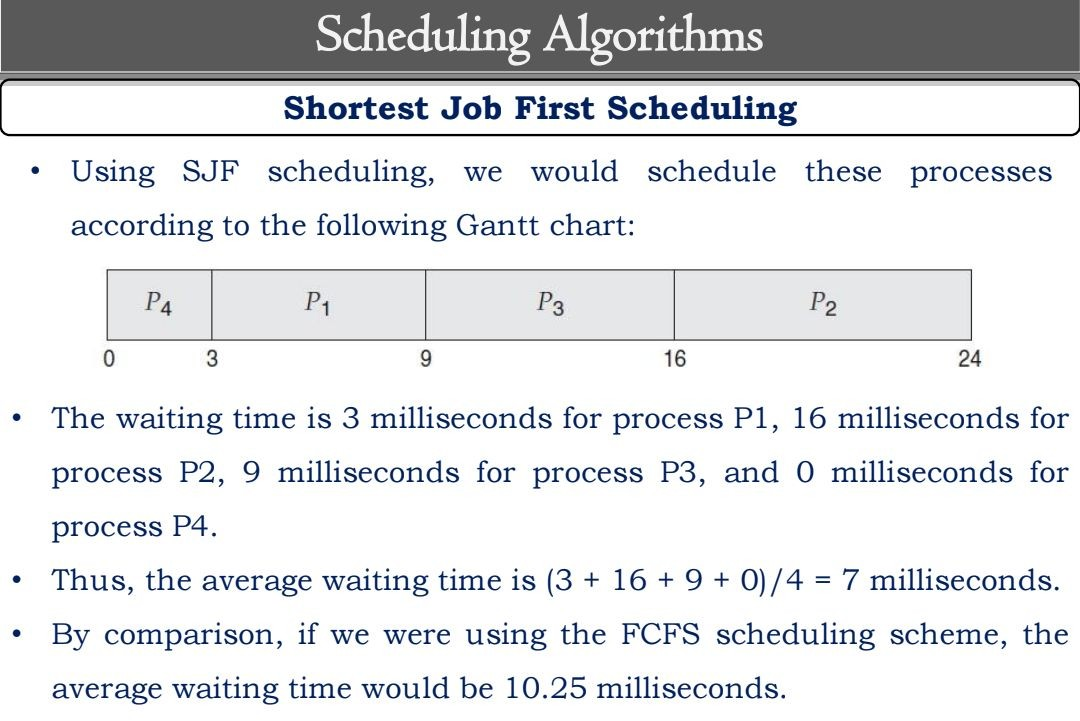 Scheduling Algorithms
Shortest Job First Scheduling
• Using SJF scheduling, we would schedule these processes
according to the following Gantt chart:
P4 P1 P3 P2
0 3 9 16 24
• The waiting time is 3 milliseconds for process P1, 16 milliseconds for
process P2, 9 milliseconds for process P3, and 0 milliseconds for
process P4.
• Thus, the average waiting time is (3 + 16 + 9 + 0)/4 = 7 milliseconds.
• By comparison, if we were using the FCFS scheduling scheme, the
average waiting time would be 10.25 milliseconds.